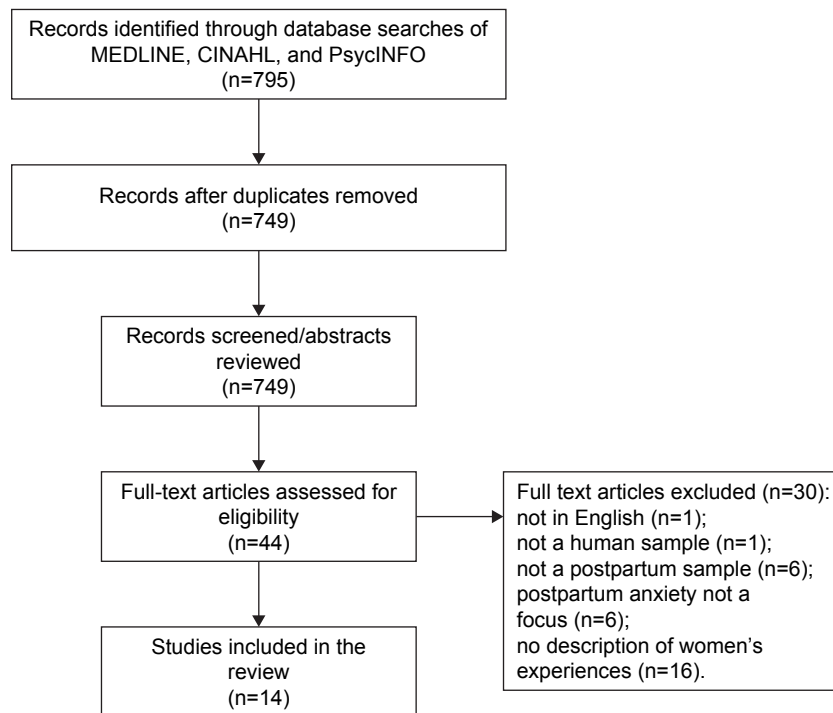 Records identified through database searches of
MEDLINE, CINAHL, and PsycINFO
(n=795)
Records after duplicates removed
(n=749)
Records screened/abstracts
reviewed
(n=749)
Full-text articles assessed for
eligibility
(n=44)
Full text articles excluded (n=30):
not in English (n=1);
not a human sample (n=1);
not a postpartum sample (n=6);
postpartum anxiety not a
focus (n=6);
no description of women’s
experiences (n=16).
Studies included in the
review
(n=14)